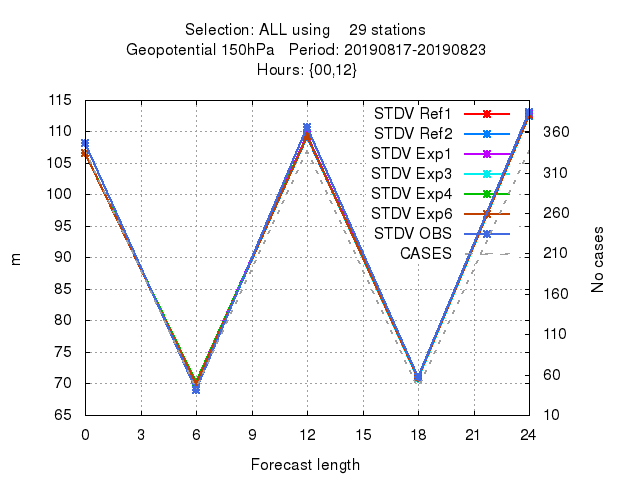 Selection: ALL using 29 stations
Geopotential 150hPa Period: 20190817-20190823
Hours: {00,12}
115
110
105
100
95
90
85
80
75
70
65
m
STDV Ref1
STDV Ref2
STDV Exp1
STDV Exp3
STDV Exp4
STDV Exp6
STDV OBS
CASES
360
310
260
210
160
110
60
10
No cases
0 3 6 9 12 15 18 21 24
Forecast length